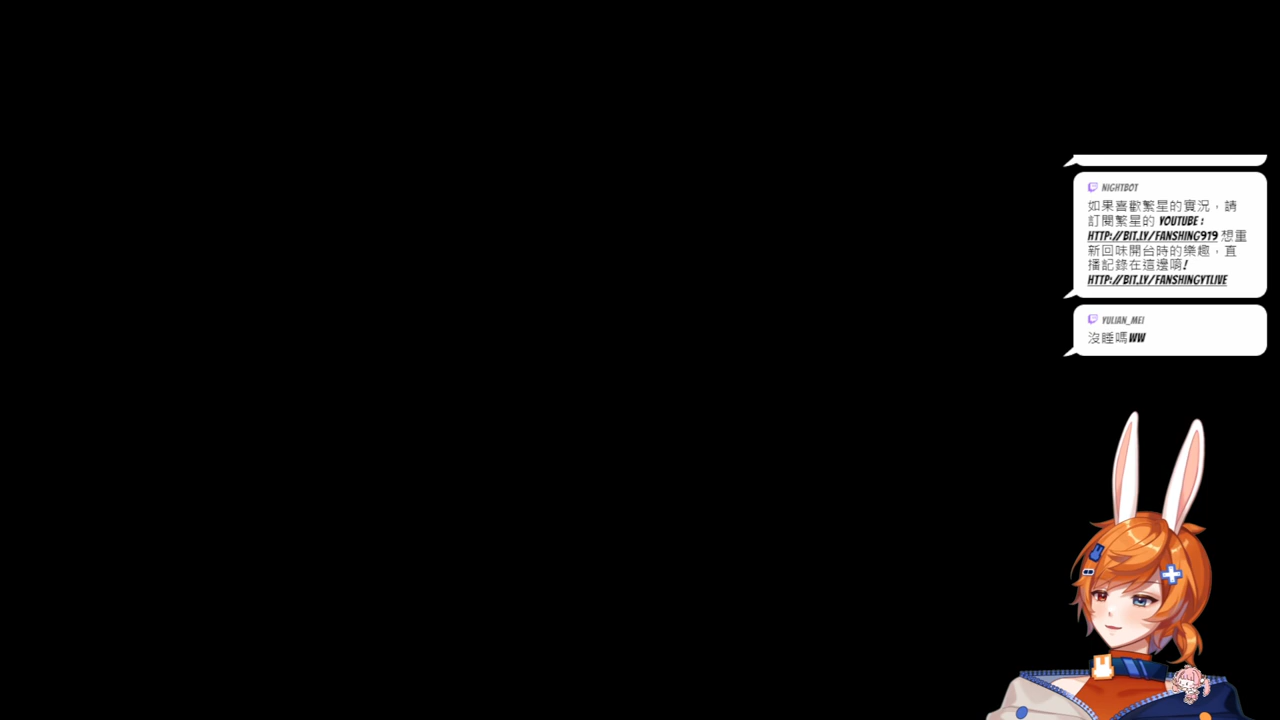 NIGHTBOT
如果喜歡繁星的實況，請
訂閱繁星的 YOUTUBE :
HTTP://BIT.LY/FANSHING919 想重
新回味開台時的樂趣，直
播記錄在這邊唷!
HTTP://BIT.LY/FANSHINGYTLIVE
YULIAN_MEI
沒睡嗎WW